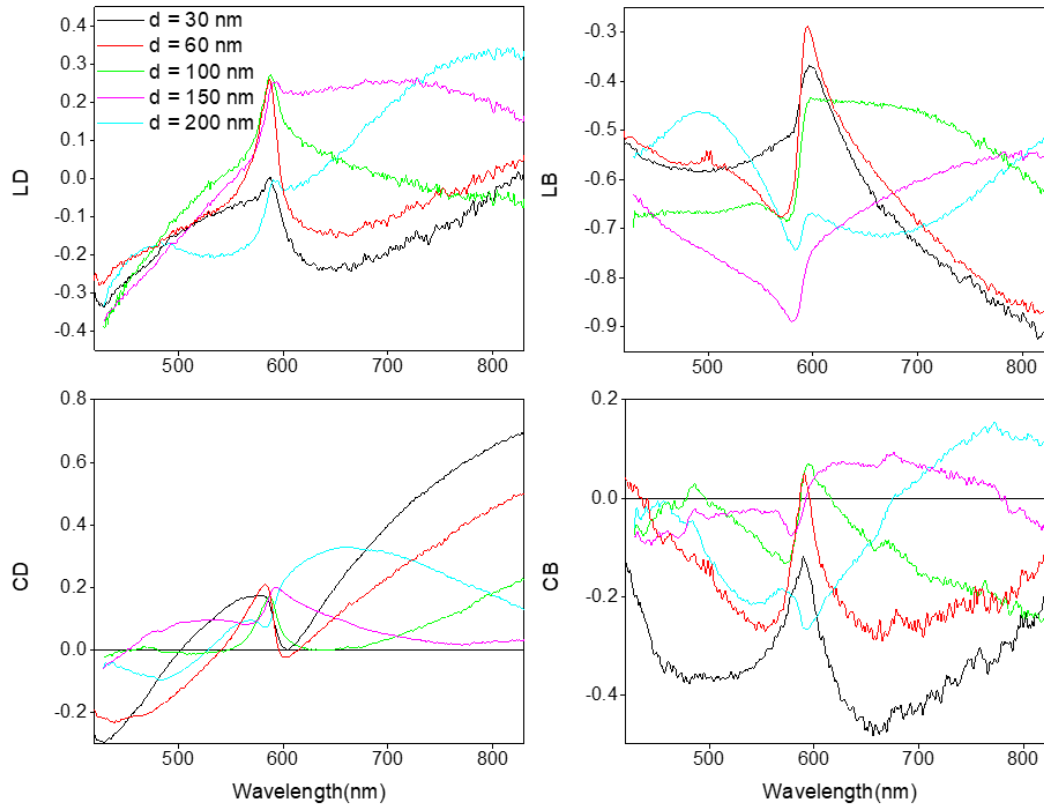 0.4
0.3
0.2
0.1
0.0
-0.1
-0.2
-0.3
-0.4
LD
d = 30 nm
d = 60 nm
d = 100 nm
d = 150 nm
d = 200 nm
500 600 700 800
-0.3
-0.4
-0.5
-0.6
-0.7
-0.8
-0.9
LB
500 600 700 800
0.8
0.6
0.4
0.2
0.0
-0.2
CD
500 600 700 800
Wavelength(nm)
0.2
0.0
-0.2
-0.4
CB
500 600 700 800
Wavelength(nm)